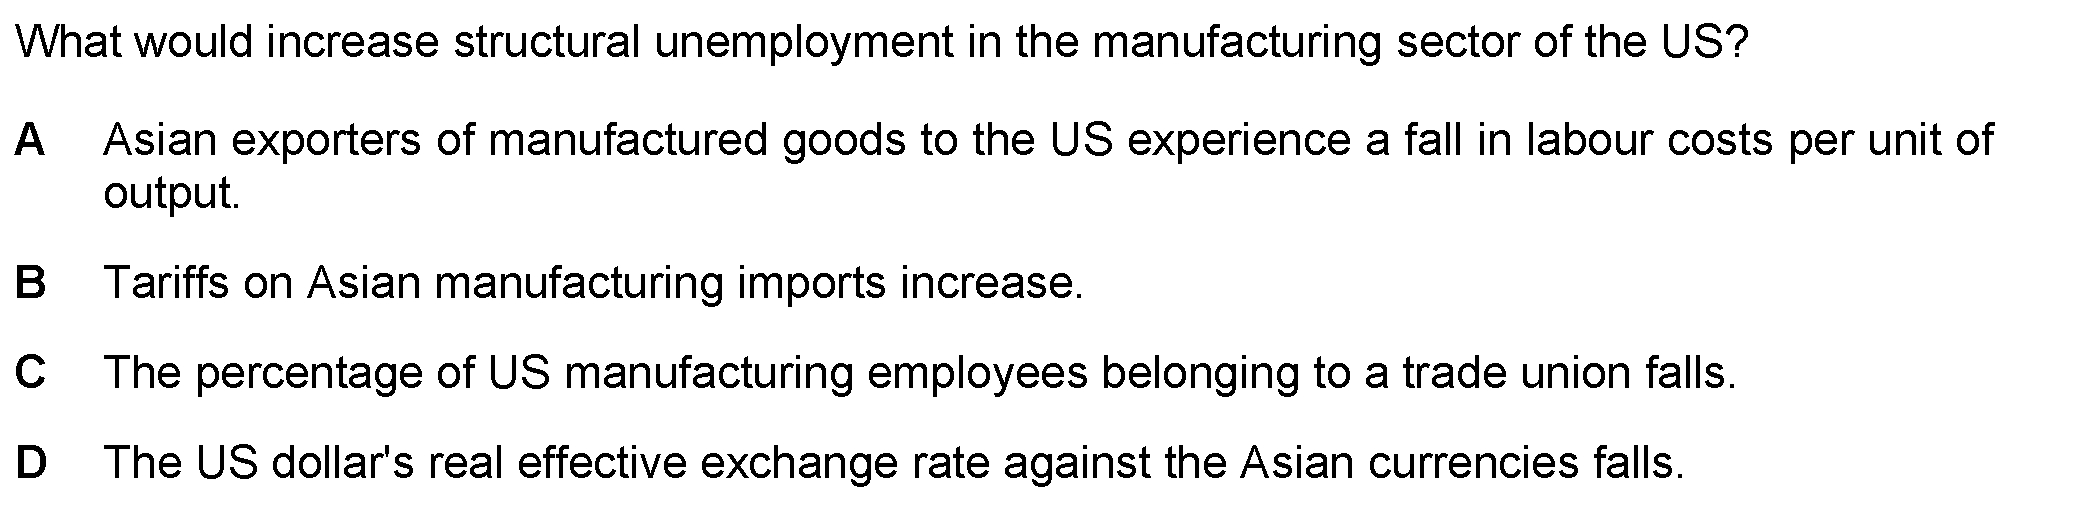 What would increase structural unemployment in the manufacturing sector of the US?
A Asian exporters of manufactured goods to the US experience a fall in labour costs per unit of
output.
B Tariffs on Asian manufacturing imports increase.
C The percentage of US manufacturing employees belonging to a trade union falls.
D The US dollar's real effective exchange rate against the Asian currencies falls.